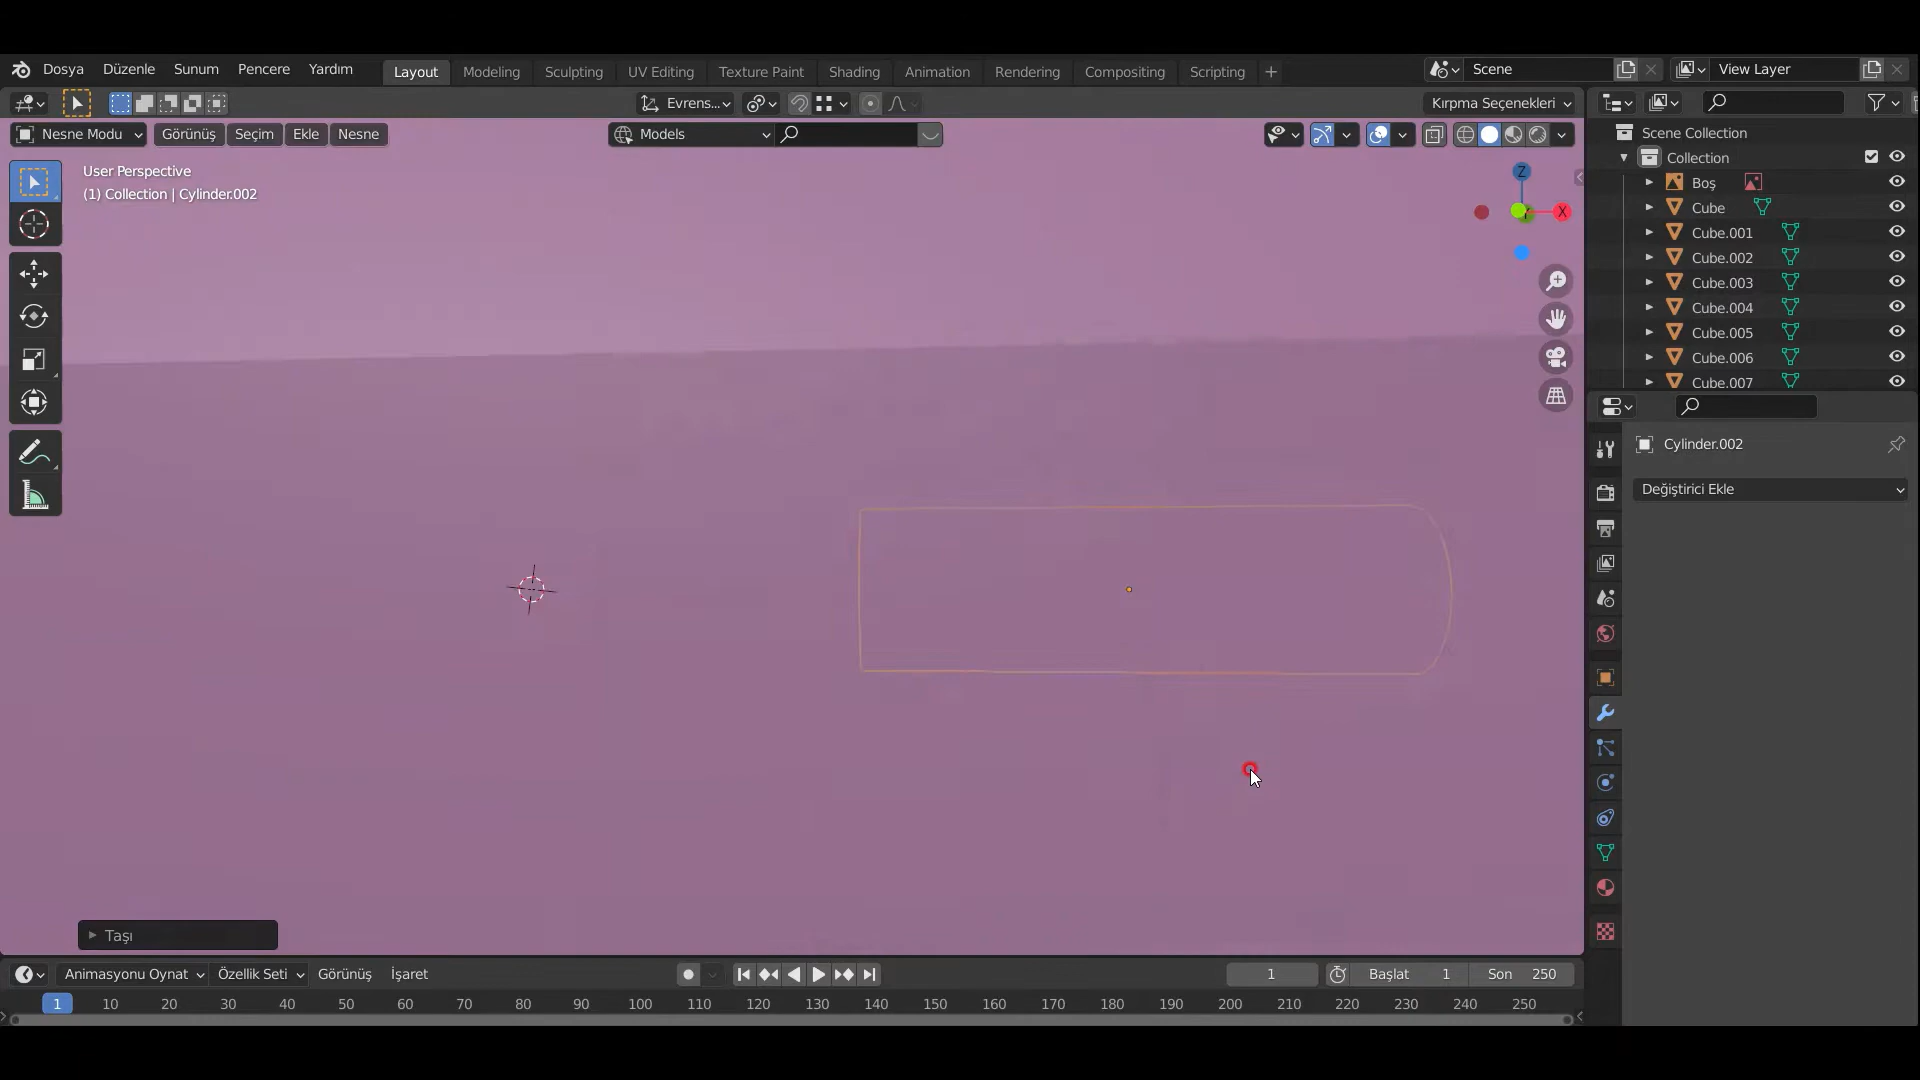 Dosya Düzenle Sunum Pencere Yardım Layout Modeling Sculpting UV Editing Texture Paint Shading Animation Rendering Compositing Scripting + Scene View Layer
Evrens... Kırpma Seçenekleri
Nesne Modu Görünüş Seçim Ekle Nesne Models
Scene Collection
Collection
Boş
Cube
Cube.001
Cube.002
Cube.003
Cube.004
Cube.005
Cube.006
Cube.007
User Perspective
(1) Collection | Cylinder.002
Z
X
Cylinder.002
Değiştirici Ekle
Taşı
Animasyonu Oynat Özellik Seti Görünüş İşaret 1 Başlat 1 Son 250
1 10 20 30 40 50 60 70 80 90 100 110 120 130 140 150 160 170 180 190 200 210 220 230 240 250